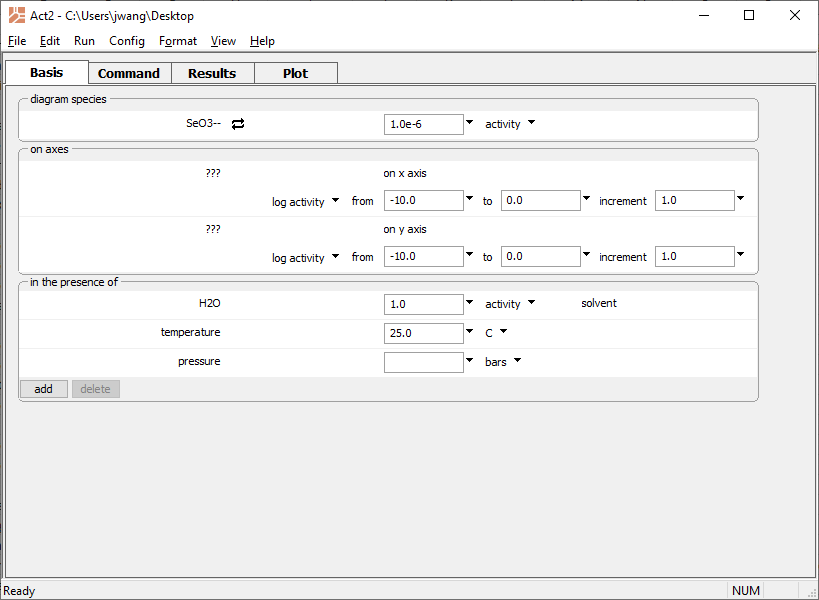 Act2 - C:\Users\jwang\Desktop
File Edit Run Config Format View Help
Basis Command Results Plot
diagram species
SeO3-- 1.0e-6 activity
on axes
??? on x axis
log activity from -10.0 to 0.0 increment 1.0
??? on y axis
log activity from -10.0 to 0.0 increment 1.0
in the presence of
H2O 1.0 activity solvent
temperature 25.0 C
pressure bars
add delete
Ready NUM